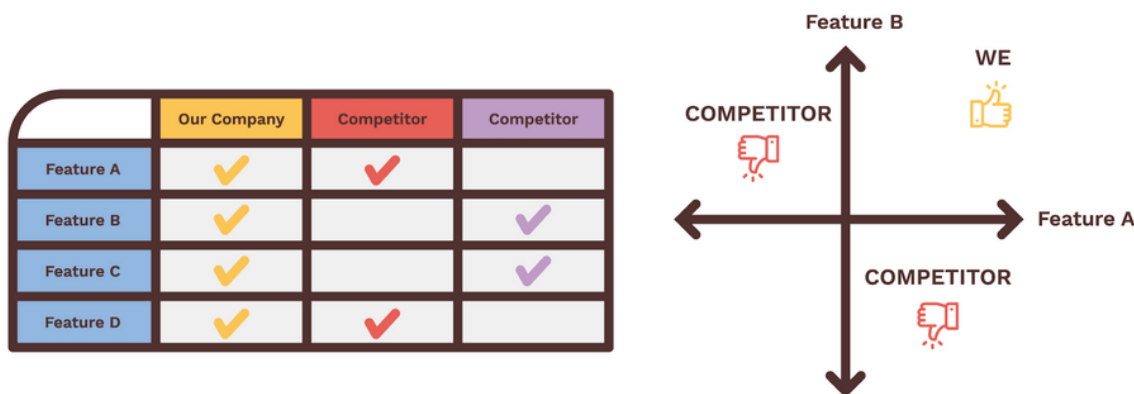 Our Company Competitor Competitor
Feature A
Feature B
Feature C
Feature D
Feature B
WE
COMPETITOR
Feature A
COMPETITOR